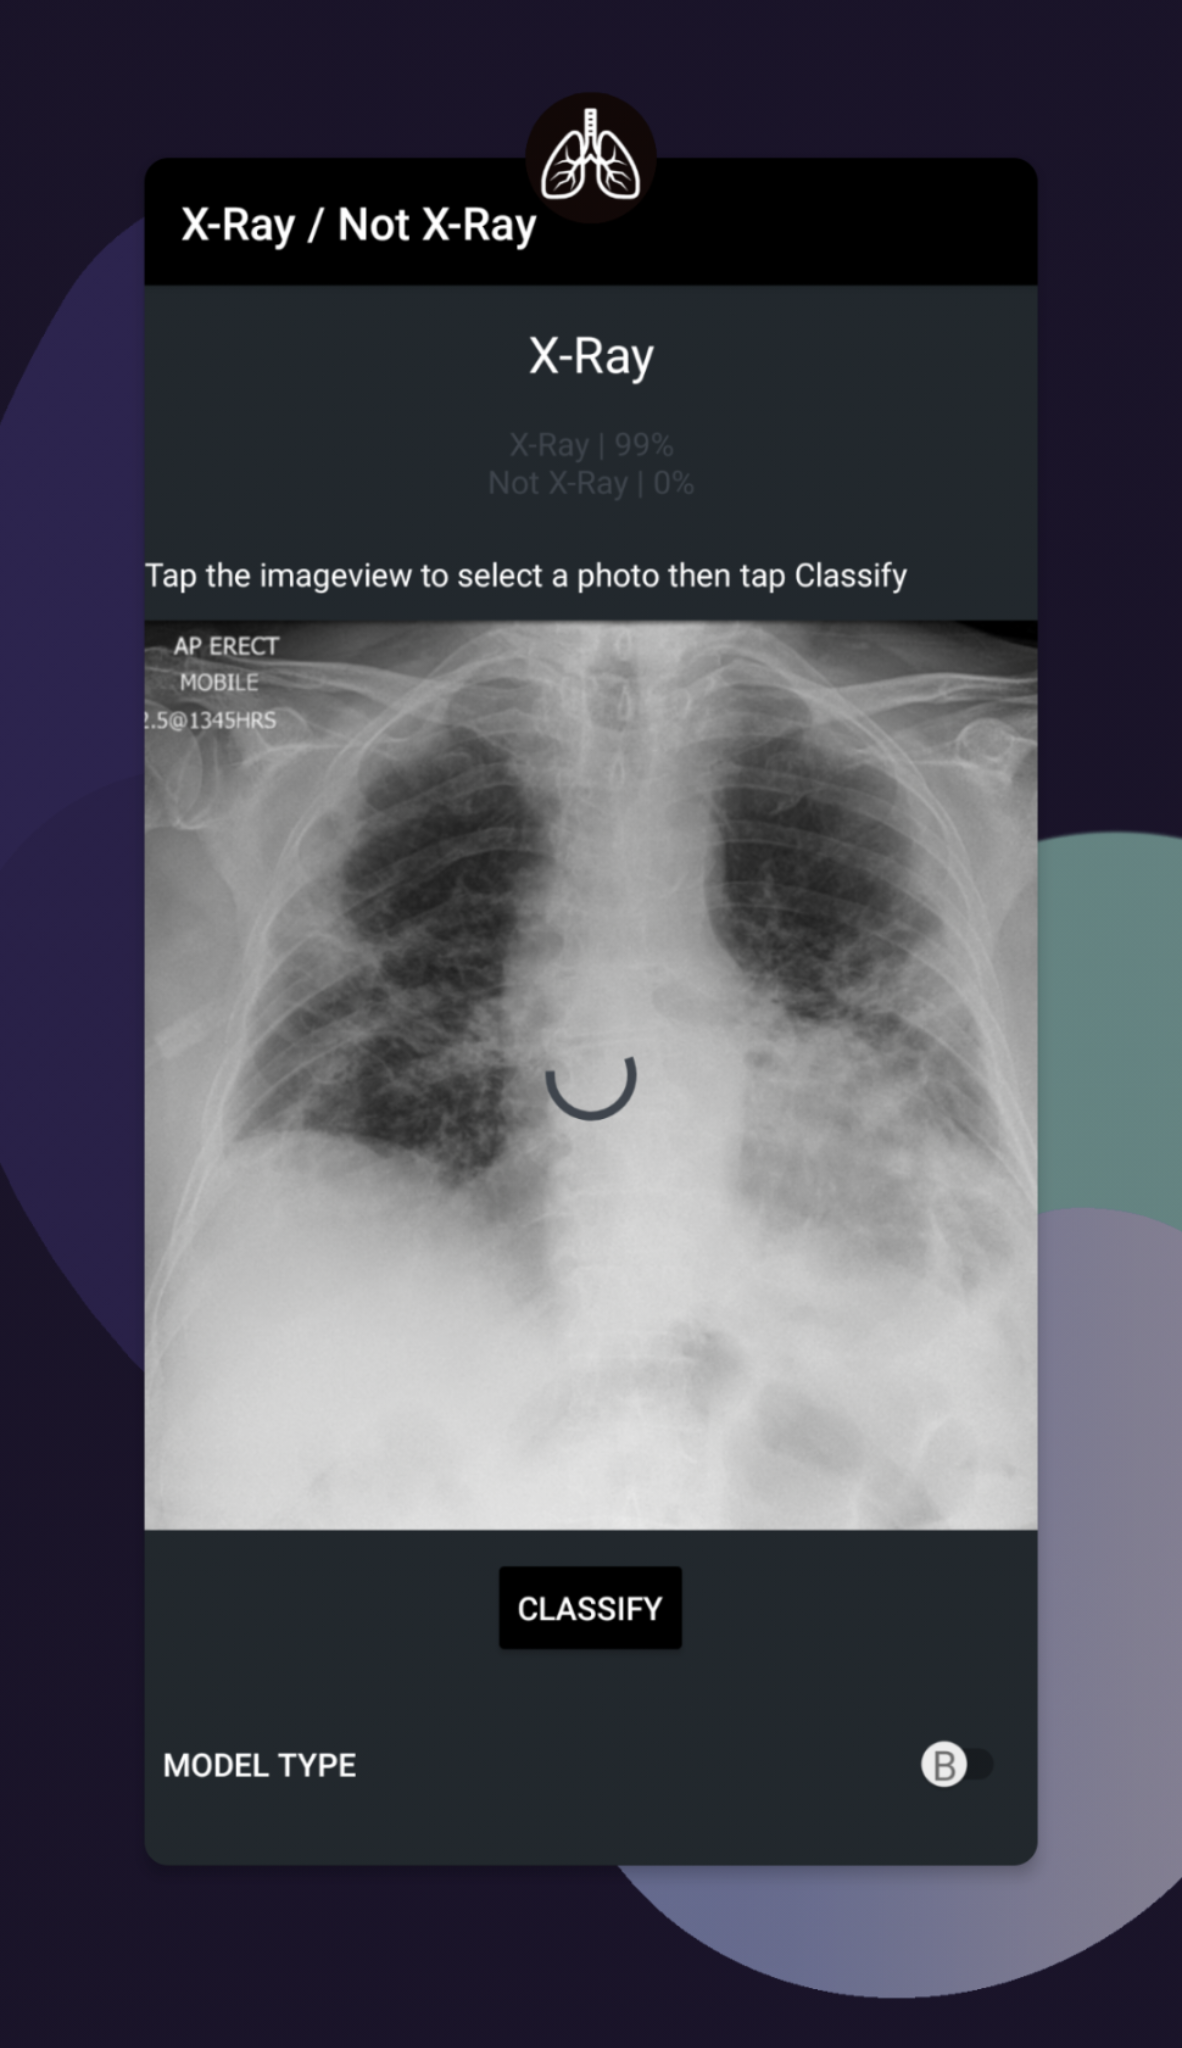 X-Ray / Not X-Ray
X-Ray
X-Ray | 99%
Not X-Ray | 0%
Tap the imageview to select a photo then tap Classify
AP ERECT
MOBILE
2.5@1345HRS
CLASSIFY
MODEL TYPE
B